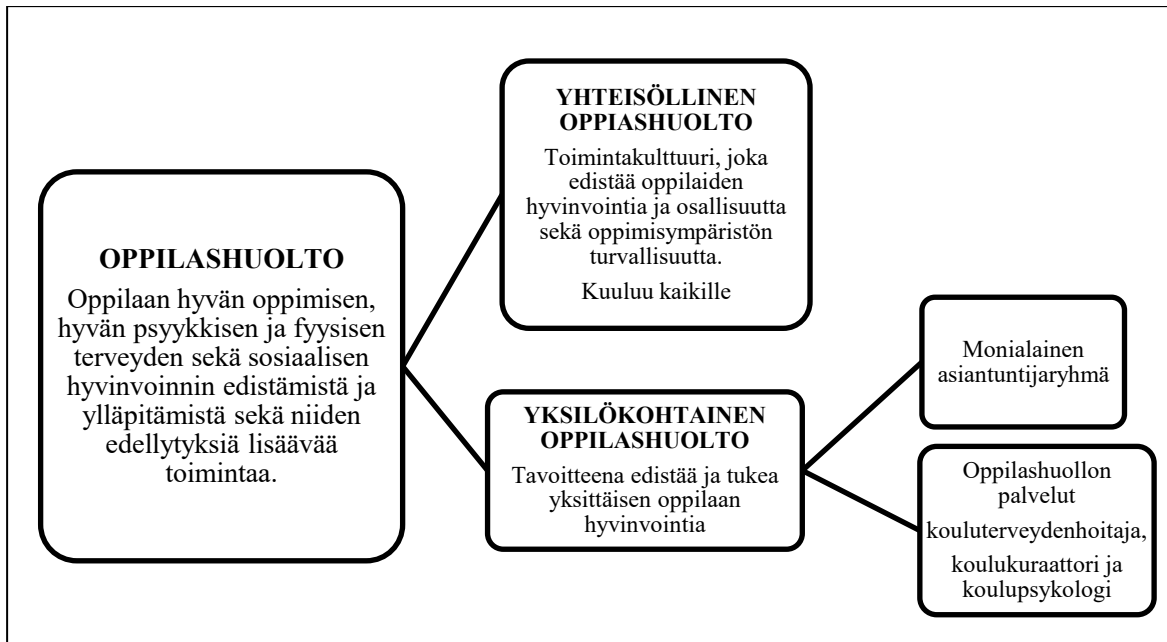 OPPILASHUOLTO
Oppilaan hyvän oppimisen,
hyvän psyykkisen ja fyysisen
terveyden sekä sosiaalisen
hyvinvoinnin edistämistä ja
ylläpitämistä sekä niiden
edellytyksiä lisäävää
toimintaa.
YHTEISÖLLINEN
OPPIASHUOLTO
Toimintakulttuuri, joka
edistää oppilaiden
hyvinvointia ja osallisuutta
sekä oppimisympäristön
turvallisuutta.
Kuuluu kaikille
YKSILÖKOHTAINEN
OPPILASHUOLTO
Tavoitteena edistää ja tukea
yksittäisen oppilaan
hyvinvointia
Monialainen
asiantuntijaryhmä
Oppilashuollon
palvelut
kouluterveydenhoitaja,
koulukuraattori ja
koulupsykologi